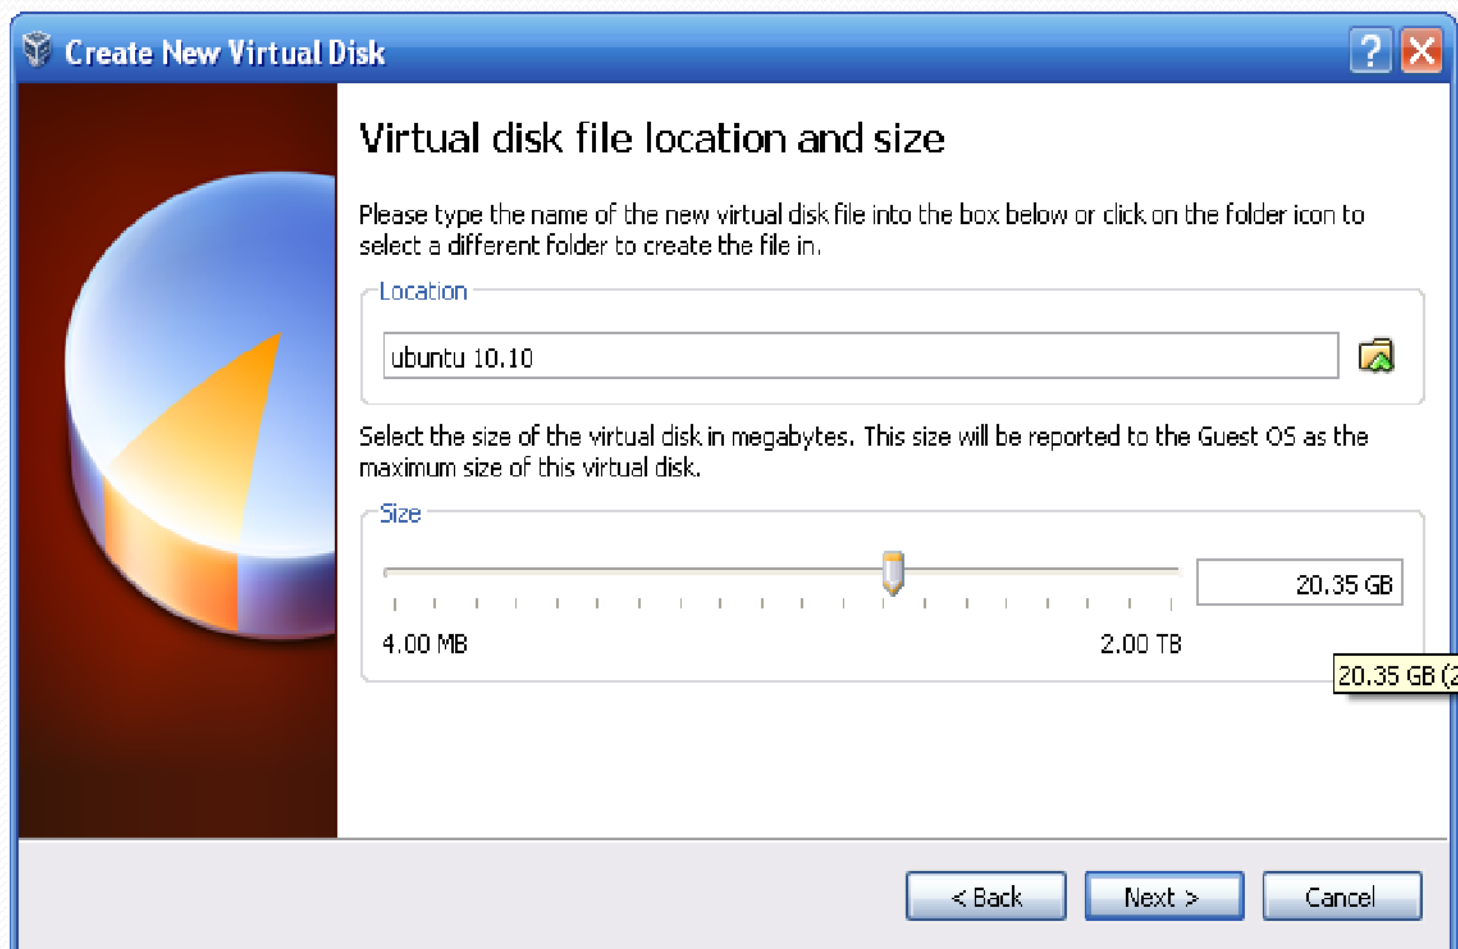 Create New Virtual Disk
?
Virtual disk file location and size
Please type the name of the new virtual disk file into the box below or click on the folder icon to
select a different folder to create the file in.
Location
ubuntu 10.10
Select the size of the virtual disk in megabytes. This size will be reported to the Guest OS as the
maximum size of this virtual disk.
Size
20.35 GB
4.00 MB 2.00 TB
20.35 GB (2
< Back Next > Cancel